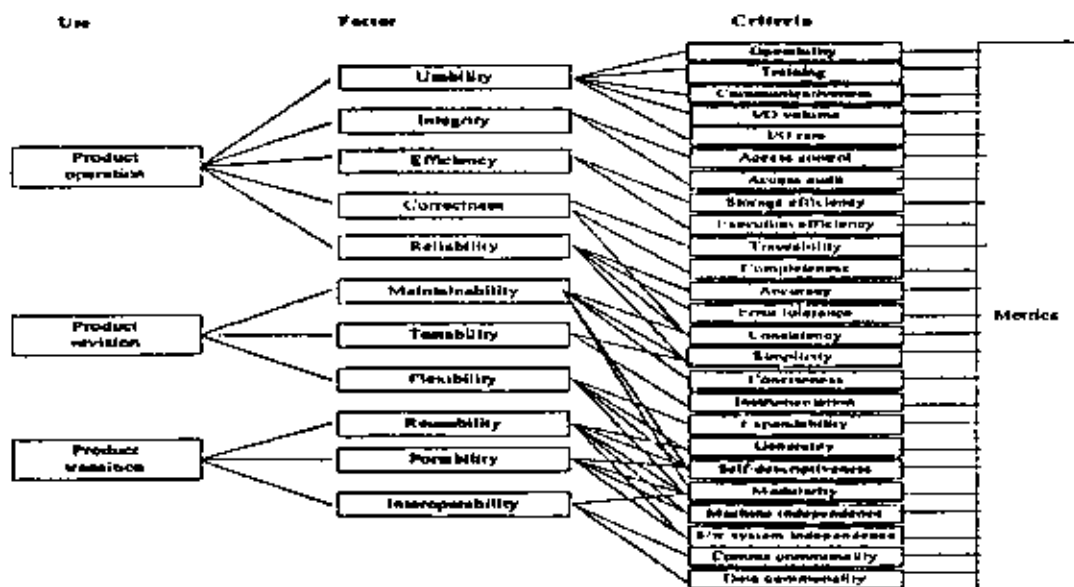 Use
Factor
Criteria
Product
operation
Product
revision
Product
transition
Usability
Integrity
Efficiency
Correctness
Reliability
Maintainability
Testability
Flexibility
Reusability
Portability
Interoperability
Operability
Training
Communicativeness
I/O volume
I/O rate
Access control
Access audit
Storage efficiency
Execution efficiency
Traceability
Completeness
Accuracy
Error tolerance
Consistency
Simplicity
Conciseness
Instrumentation
Expandability
Generality
Self-descriptiveness
Modularity
Machine independence
S/w system independence
Comms commonality
Data commonality
Metrics